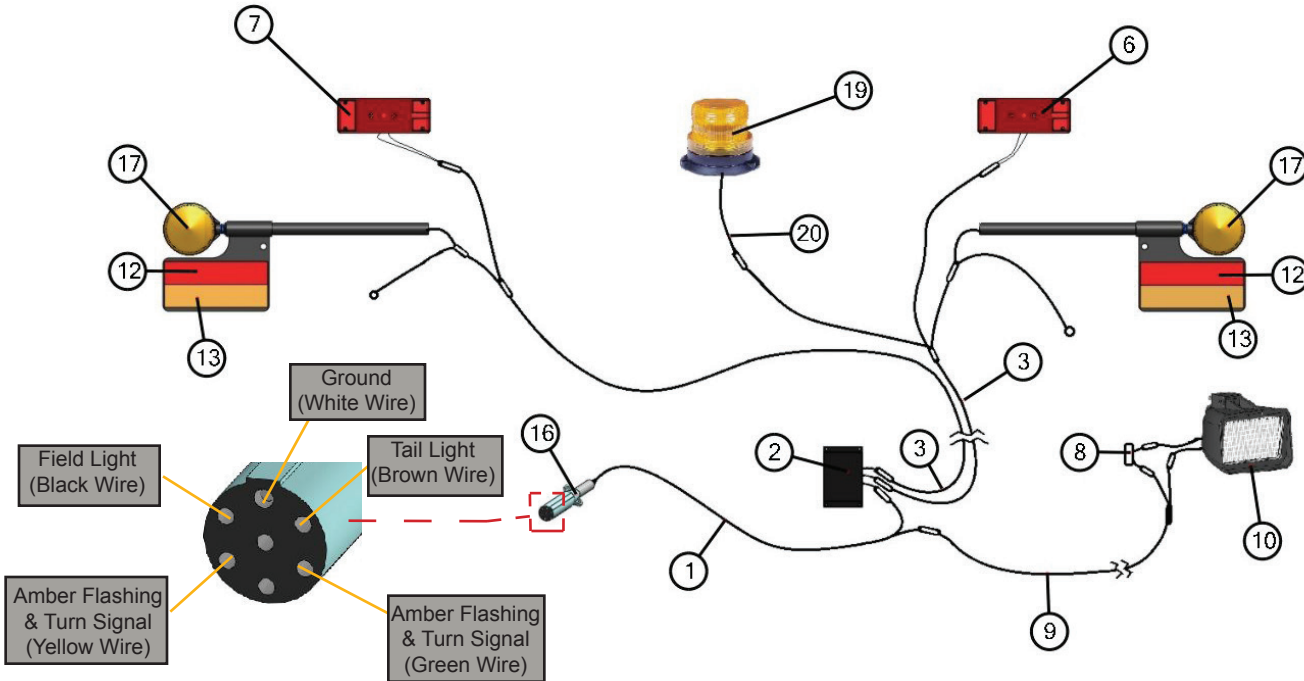 7
6
19
17
17
20
12
12
13
13
Ground
(White Wire)
3
16
Field Light
(Black Wire)
Tail Light
(Brown Wire)
2
3
8
10
1
9
Amber Flashing
& Turn Signal
(Yellow Wire)
Amber Flashing
& Turn Signal
(Green Wire)